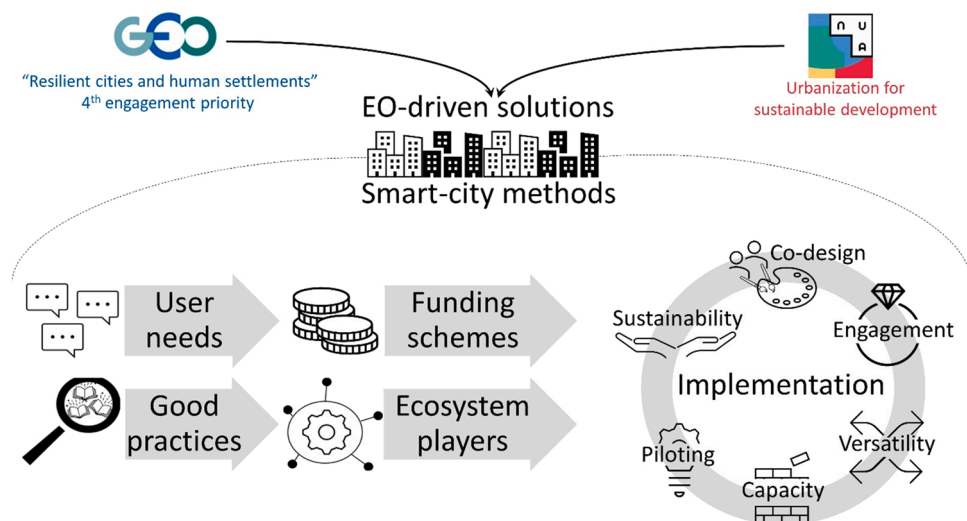 GEO
"Resilient cities and human settlements"
4th engagement priority
NUA
Urbanization for
sustainable development
EO-driven solutions
Smart-city methods
User
needs
Funding
schemes
Good
practices
Ecosystem
players
Co-design
Sustainability
Engagement
Implementation
Versatility
Piloting
Capacity